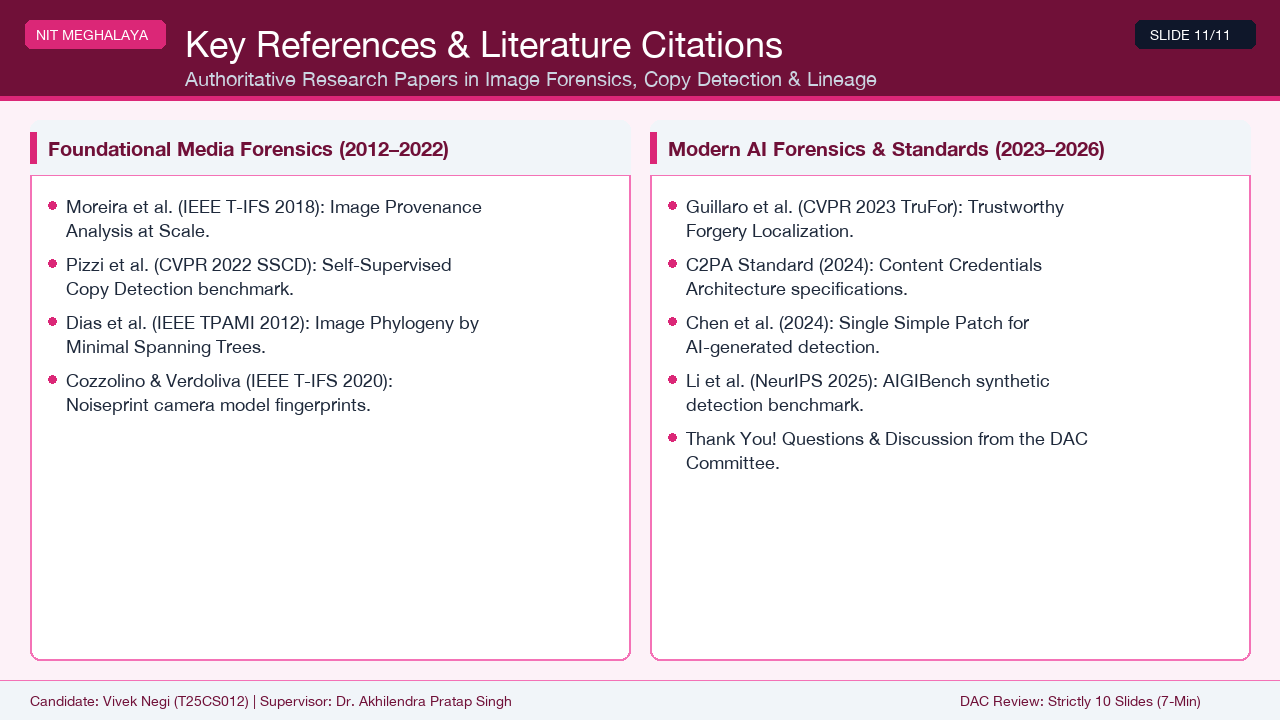 NIT MEGHALAYA
Key References & Literature Citations
SLIDE 11/11
Authoritative Research Papers in Image Forensics, Copy Detection & Lineage
Foundational Media Forensics (2012–2022)
Moreira et al. (IEEE T-IFS 2018): Image Provenance
Analysis at Scale.
Pizzi et al. (CVPR 2022 SSCD): Self-Supervised
Copy Detection benchmark.
Dias et al. (IEEE TPAMI 2012): Image Phylogeny by
Minimal Spanning Trees.
Cozzolino & Verdoliva (IEEE T-IFS 2020):
Noiseprint camera model fingerprints.
Modern AI Forensics & Standards (2023–2026)
Guillaro et al. (CVPR 2023 TruFor): Trustworthy
Forgery Localization.
C2PA Standard (2024): Content Credentials
Architecture specifications.
Chen et al. (2024): Single Simple Patch for
AI-generated detection.
Li et al. (NeurIPS 2025): AIGIBench synthetic
detection benchmark.
Thank You! Questions & Discussion from the DAC
Committee.
Candidate: Vivek Negi (T25CS012) | Supervisor: Dr. Akhilendra Pratap Singh
DAC Review: Strictly 10 Slides (7-Min)